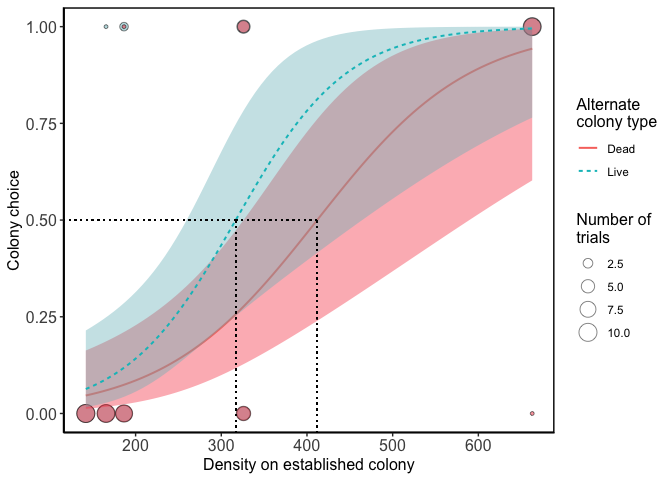 1.00
0.75
0.50
0.25
0.00
Colony choice
200
300
400
500
600
Density on established colony
Alternate
colony type
Dead
Live
Number of
trials
2.5
5.0
7.5
10.0